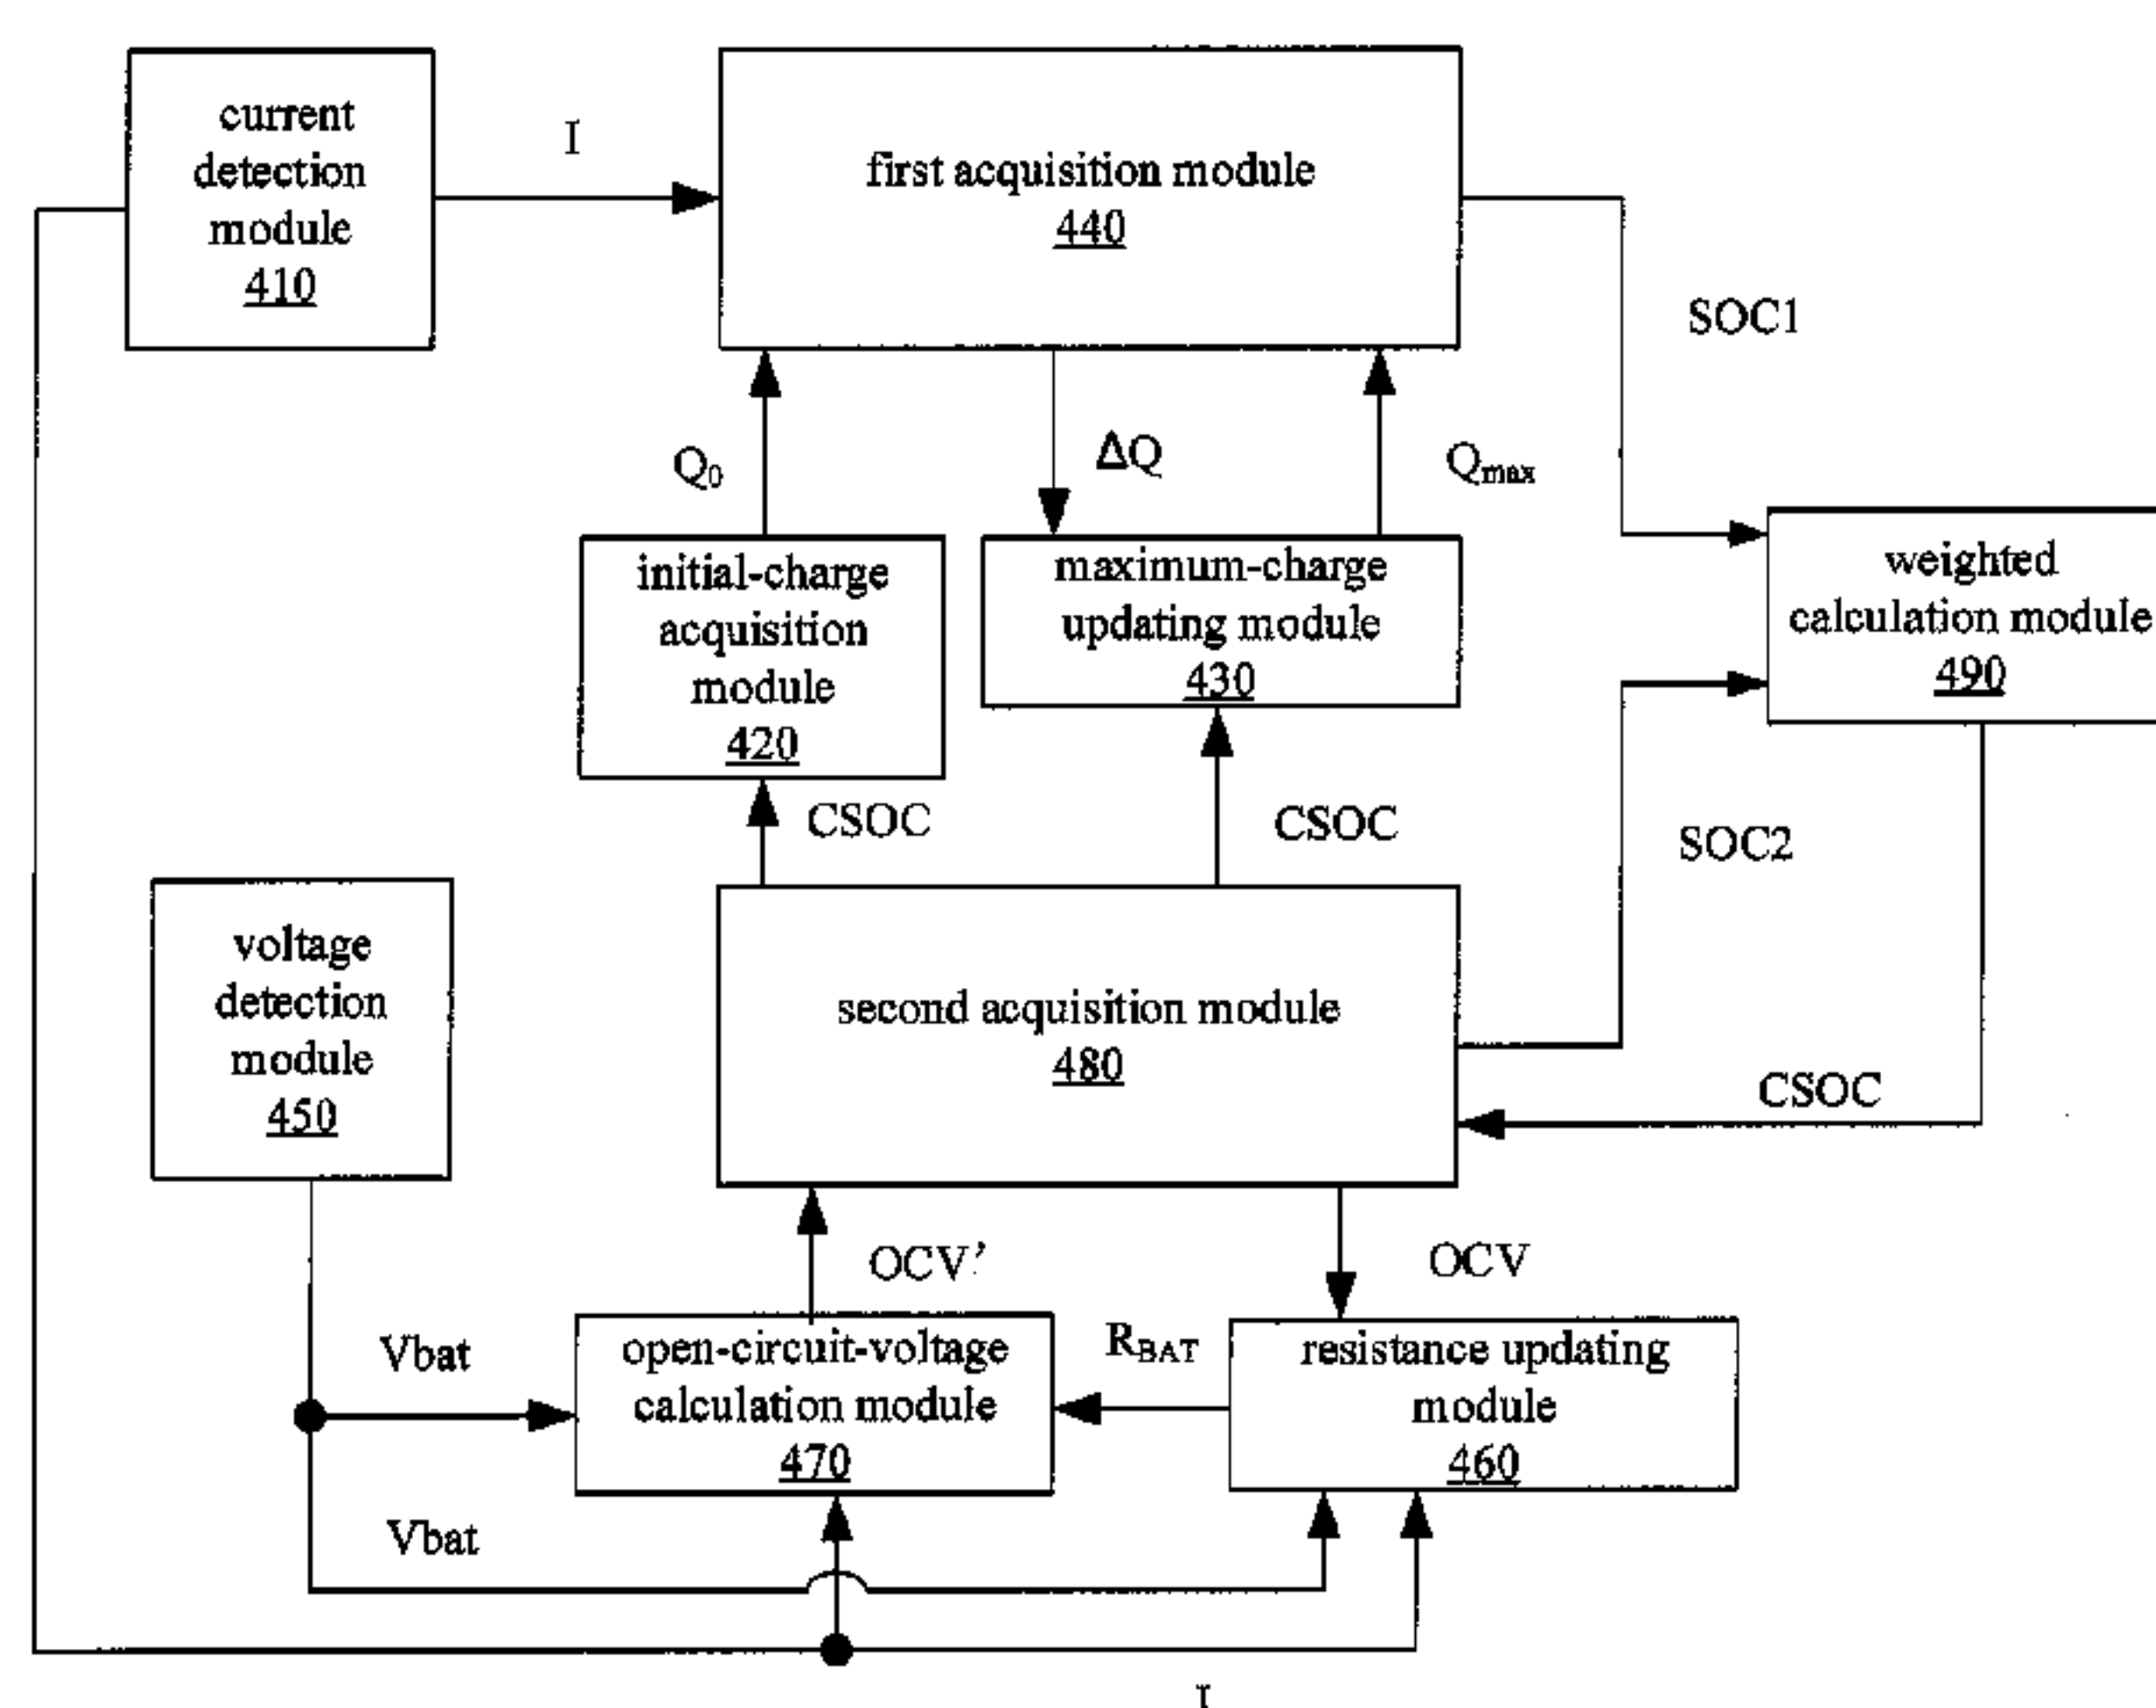 current
detection
module
410
I
first acquisition module
440
SOC1
Q0
ΔQ
Qmax
initial-charge
acquisition
module
420
maximum-charge
updating module
430
weighted
calculation module
490
CSOC
CSOC
SOC2
voltage
detection
module
450
second acquisition module
480
CSOC
OCV'
OCV
Vbat
open-circuit-voltage
calculation module
470
RBAT
resistance updating
module
460
Vbat
I